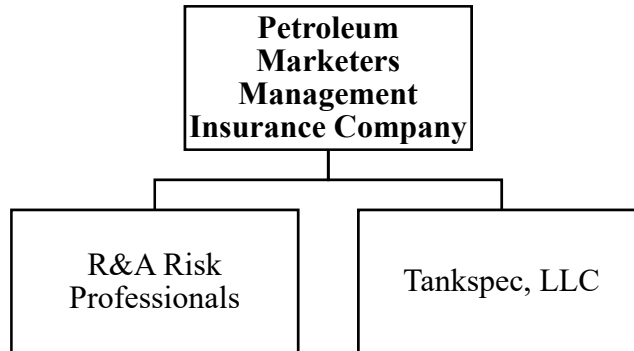 Petroleum
Marketers
Management
Insurance Company
R&A Risk
Professionals
Tankspec, LLC